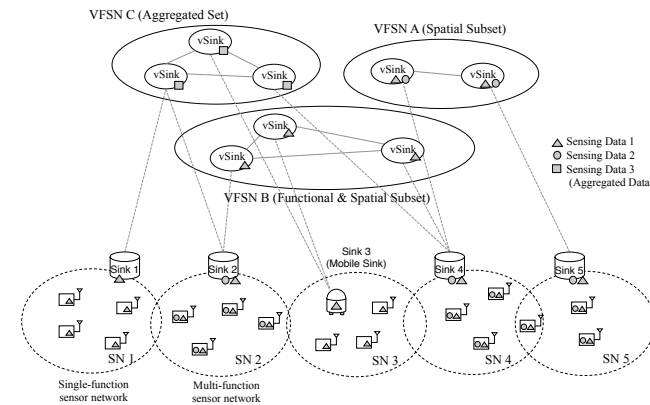 VFSN C (Aggregated Set)
VFSN A (Spatial Subset)
vSink
vSink
vSink
vSink
vSink
vSink
vSink
vSink
Sensing Data 1
Sensing Data 2
Sensing Data 3
(Aggregated Data
VFSN B (Functional & Spatial Subset)
Sink 3
(Mobile Sink)
Sink 1
Sink 2
Sink 4
Sink 5
SN 1
SN 2
SN 3
SN 4
SN 5
Single-function
sensor network
Multi-function
sensor network